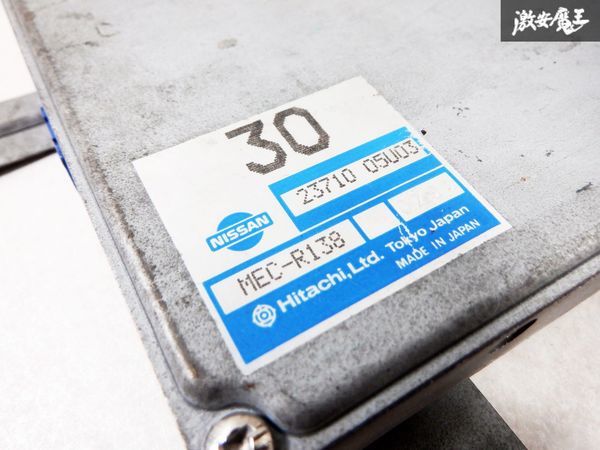 激安魔王
30
23710 05U03
NISSAN
MEC-R138
Hitachi, Ltd. Tokyo Japan
MADE IN JAPAN